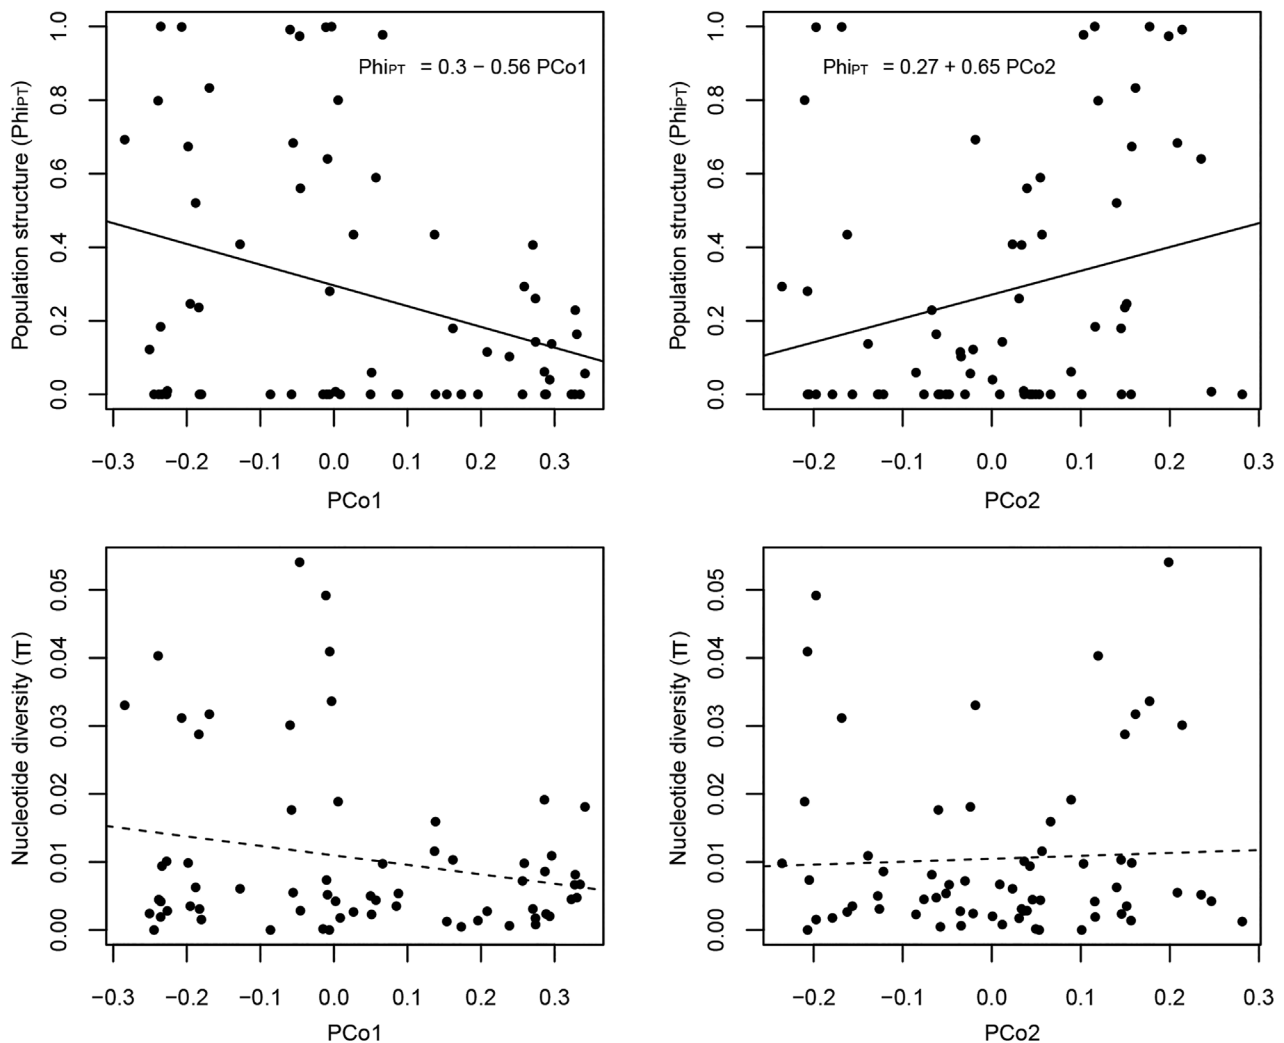 Population structure (PhiPT)
1.0
0.8
0.6
0.4
0.2
0.0
PhiPT = 0.3 − 0.56 PCo1
−0.3 −0.2 −0.1 0.0 0.1 0.2 0.3
PCo1
Population structure (PhiPT)
1.0
0.8
0.6
0.4
0.2
0.0
PhiPT = 0.27 + 0.65 PCo2
−0.2 −0.1 0.0 0.1 0.2 0.3
PCo2
Nucleotide diversity (π)
0.05
0.04
0.03
0.02
0.01
0.00
−0.3 −0.2 −0.1 0.0 0.1 0.2 0.3
PCo1
Nucleotide diversity (π)
0.05
0.04
0.03
0.02
0.01
0.00
−0.2 −0.1 0.0 0.1 0.2 0.3
PCo2